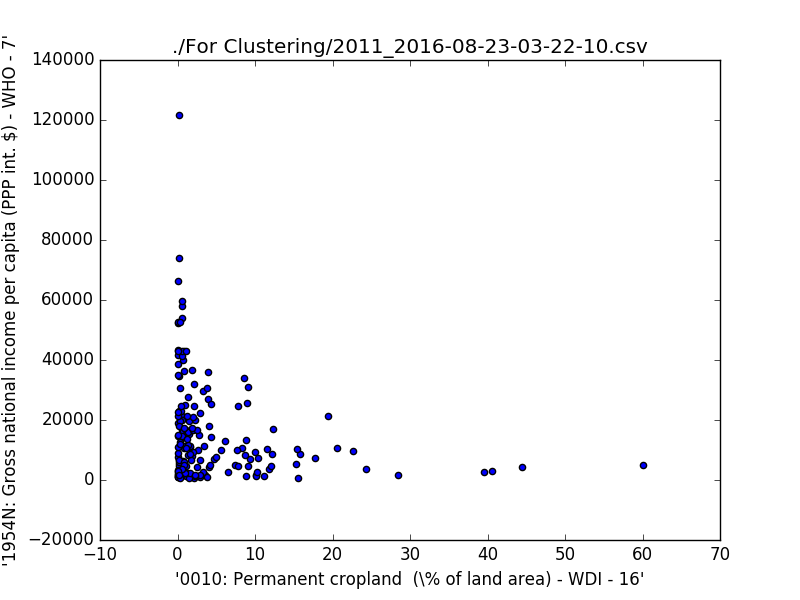 ./For Clustering/2011_2016-08-23-03-22-10.csv
'1954N: Gross national income per capita (PPP int. $) - WHO - 7'
140000
120000
100000
80000
60000
40000
20000
0
−20000
−10 0 10 20 30 40 50 60 70
'0010: Permanent cropland (\% of land area) - WDI - 16'